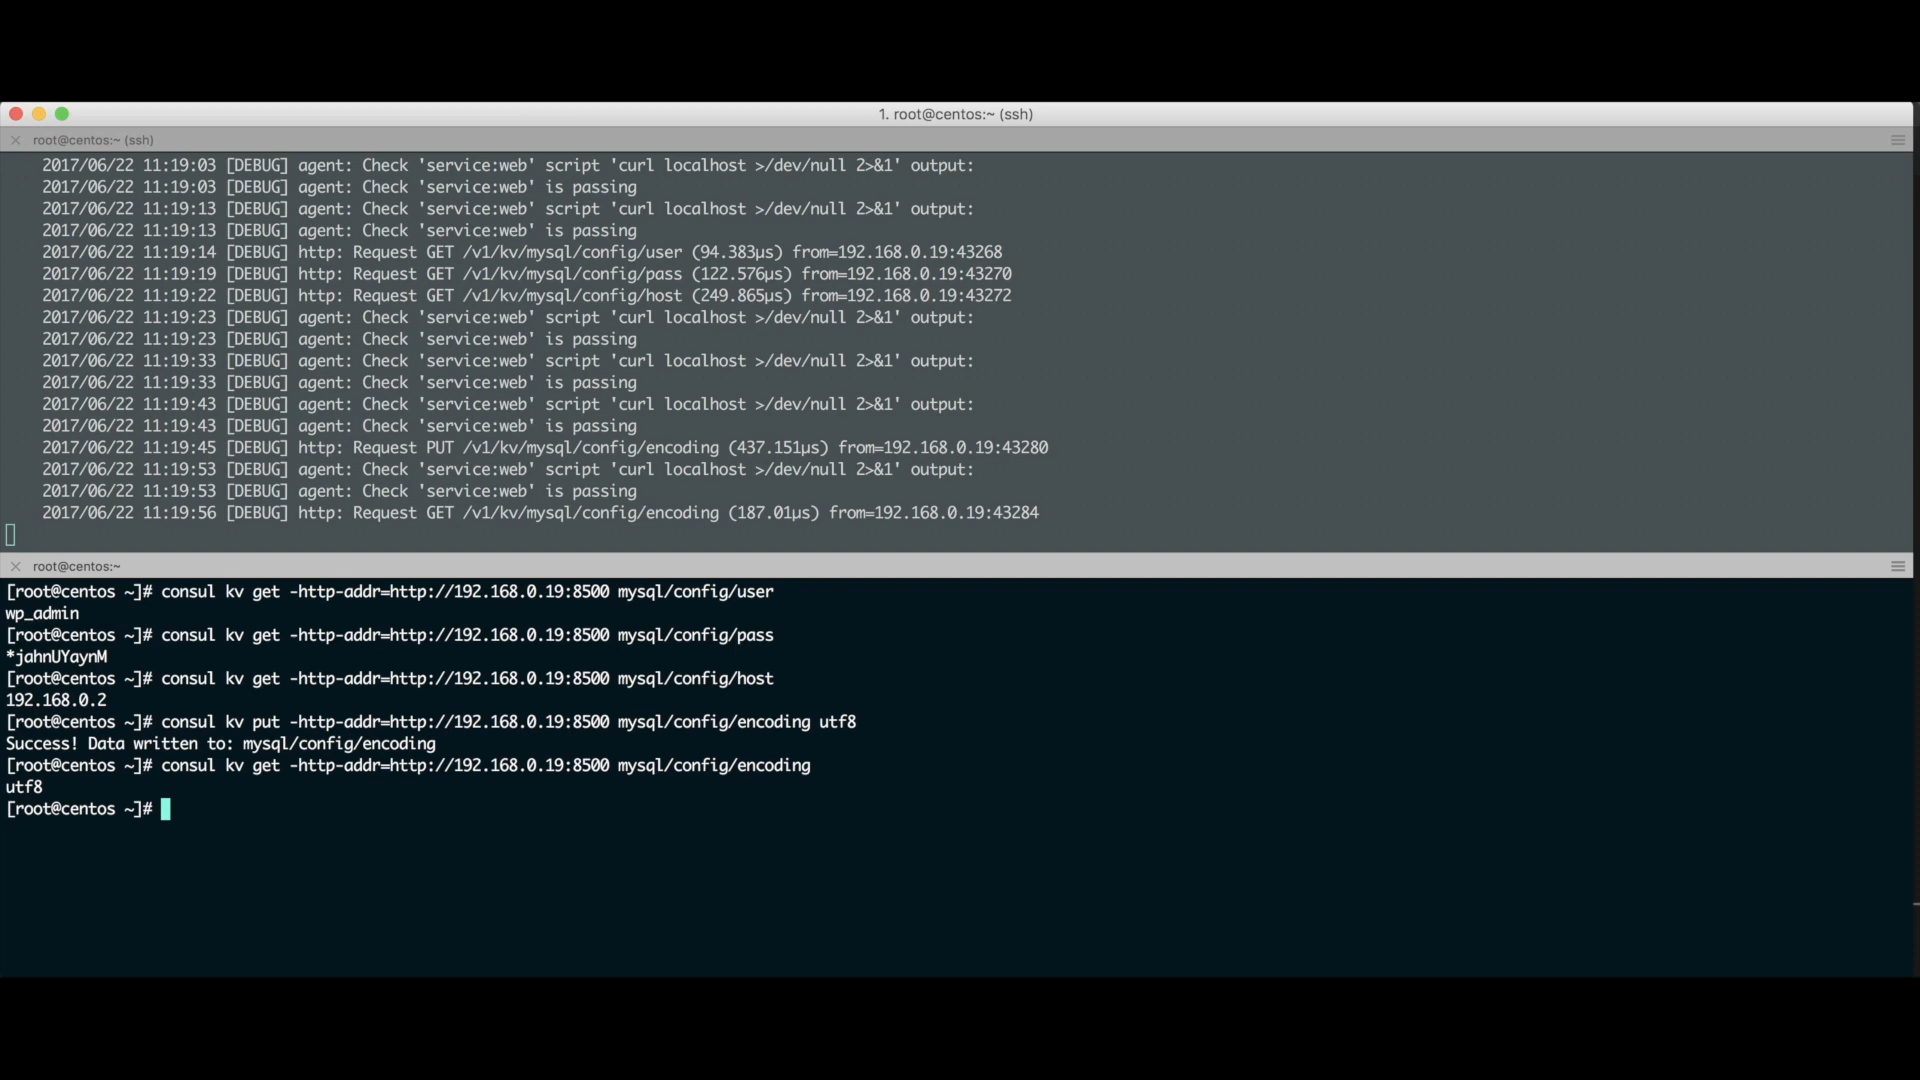 1. root@centos:~ (ssh)
root@centos:~ (ssh)
2017/06/22 11:19:03 [DEBUG] agent: Check 'service:web' script 'curl localhost >/dev/null 2>&1' output:
2017/06/22 11:19:03 [DEBUG] agent: Check 'service:web' is passing
2017/06/22 11:19:13 [DEBUG] agent: Check 'service:web' script 'curl localhost >/dev/null 2>&1' output:
2017/06/22 11:19:13 [DEBUG] agent: Check 'service:web' is passing
2017/06/22 11:19:14 [DEBUG] http: Request GET /v1/kv/mysql/config/user (94.383µs) from=192.168.0.19:43268
2017/06/22 11:19:19 [DEBUG] http: Request GET /v1/kv/mysql/config/pass (122.576µs) from=192.168.0.19:43270
2017/06/22 11:19:22 [DEBUG] http: Request GET /v1/kv/mysql/config/host (249.865µs) from=192.168.0.19:43272
2017/06/22 11:19:23 [DEBUG] agent: Check 'service:web' script 'curl localhost >/dev/null 2>&1' output:
2017/06/22 11:19:23 [DEBUG] agent: Check 'service:web' is passing
2017/06/22 11:19:33 [DEBUG] agent: Check 'service:web' script 'curl localhost >/dev/null 2>&1' output:
2017/06/22 11:19:33 [DEBUG] agent: Check 'service:web' is passing
2017/06/22 11:19:43 [DEBUG] agent: Check 'service:web' script 'curl localhost >/dev/null 2>&1' output:
2017/06/22 11:19:43 [DEBUG] agent: Check 'service:web' is passing
2017/06/22 11:19:45 [DEBUG] http: Request PUT /v1/kv/mysql/config/encoding (437.151µs) from=192.168.0.19:43280
2017/06/22 11:19:53 [DEBUG] agent: Check 'service:web' script 'curl localhost >/dev/null 2>&1' output:
2017/06/22 11:19:53 [DEBUG] agent: Check 'service:web' is passing
2017/06/22 11:19:56 [DEBUG] http: Request GET /v1/kv/mysql/config/encoding (187.01µs) from=192.168.0.19:43284
root@centos:~
[root@centos ~]# consul kv get -http-addr=http://192.168.0.19:8500 mysql/config/user
wp_admin
[root@centos ~]# consul kv get -http-addr=http://192.168.0.19:8500 mysql/config/pass
*jahnUYaynM
[root@centos ~]# consul kv get -http-addr=http://192.168.0.19:8500 mysql/config/host
192.168.0.2
[root@centos ~]# consul kv put -http-addr=http://192.168.0.19:8500 mysql/config/encoding utf8
Success! Data written to: mysql/config/encoding
[root@centos ~]# consul kv get -http-addr=http://192.168.0.19:8500 mysql/config/encoding
utf8
[root@centos ~]#